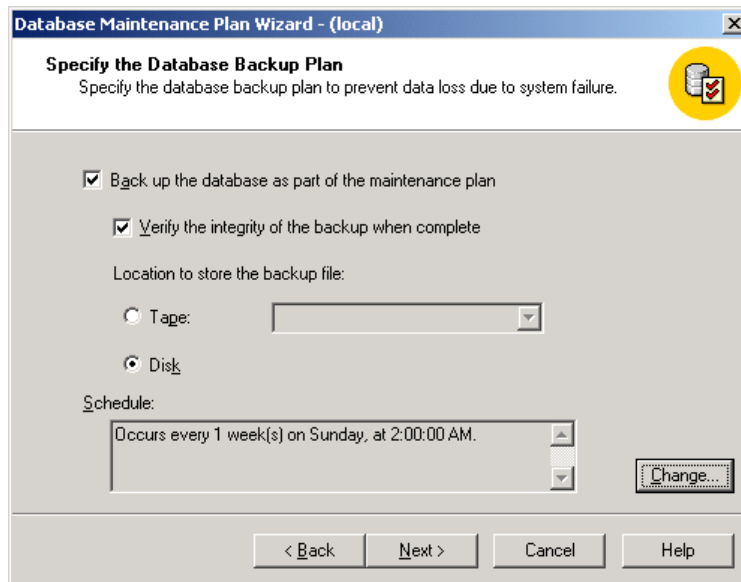 Database Maintenance Plan Wizard - (local)
Specify the Database Backup Plan
Specify the database backup plan to prevent data loss due to system failure.
Back up the database as part of the maintenance plan
Verify the integrity of the backup when complete
Location to store the backup file:
Tape:
Disk
Schedule:
Occurs every 1 week(s) on Sunday, at 2:00:00 AM.
Change...
< Back
Next >
Cancel
Help